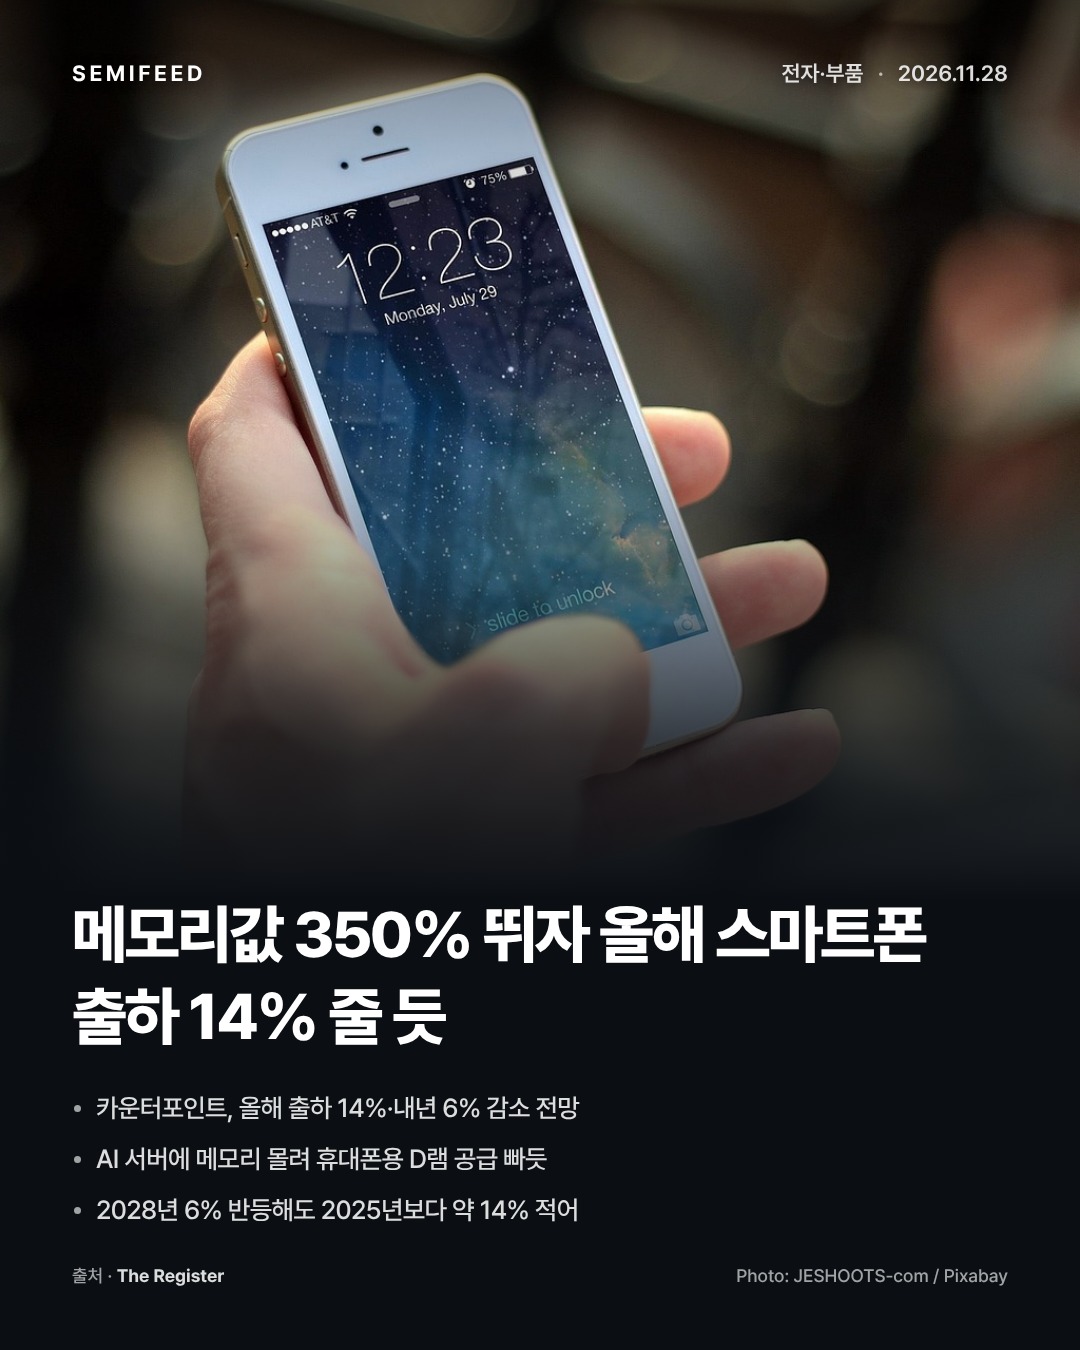 SEMIFEED
전자·부품 · 2026.11.28
AT&T 75%
12:23
Monday, July 29
slide to unlock
메모리값 350% 뛰자 올해 스마트폰
출하 14% 줄 듯
• 카운터포인트, 올해 출하 14%·내년 6% 감소 전망
• AI 서버에 메모리 몰려 휴대폰용 D램 공급 빠듯
• 2028년 6% 반등해도 2025년보다 약 14% 적어
출처 · The Register
Photo: JESHOOTS-com / Pixabay